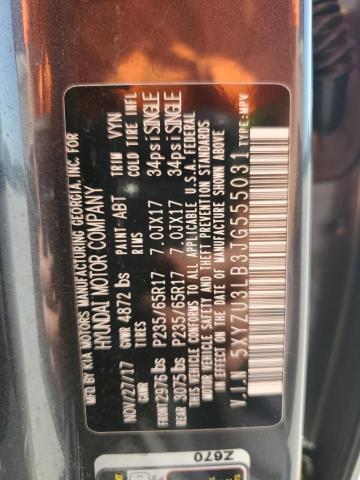 MFD BY KIA MOTORS MANUFACTURING GEORGIA, INC. FOR
HYUNDAI MOTOR COMPANY
NOV/27/17 PAINT: ABT TRIM: VYN
GVWR 4872 lbs
GAWR TIRES RIMS COLD TIRE INFL
FRONT 2976 lbs P235/65R17 7.0JX17 34psi SINGLE
REAR 3075 lbs P235/65R17 7.0JX17 34psi SINGLE
THIS VEHICLE CONFORMS TO ALL APPLICABLE U.S.A. FEDERAL
MOTOR VEHICLE SAFETY AND THEFT PREVENTION STANDARDS
IN EFFECT ON THE DATE OF MANUFACTURE SHOWN ABOVE
V.I.N: 5XYZU3LB3JG555031 TYPE: MPV
Z670